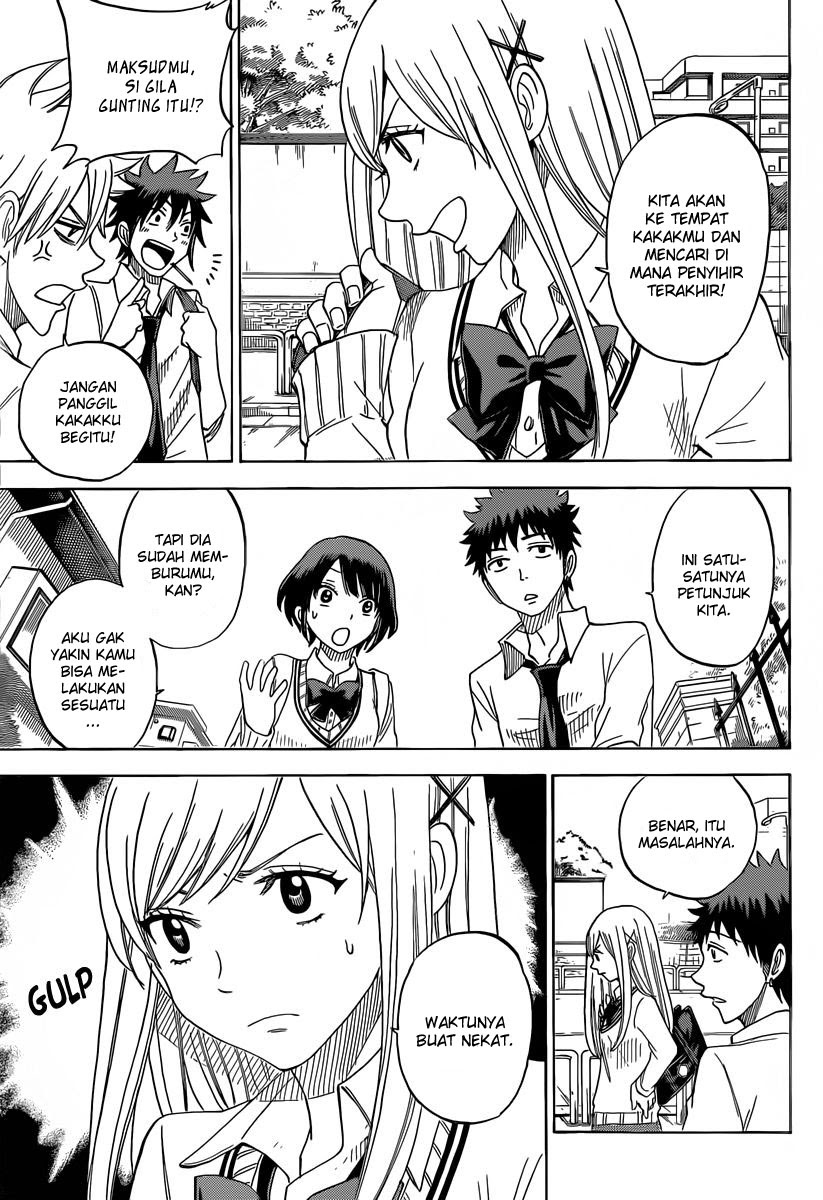 KITA AKAN
KE TEMPAT
KAKAKMU DAN
MENCARI DI
MANA PENYIHIR
TERAKHIR!
MAKSUDMU,
SI GILA
GUNTING ITU!?
JANGAN
PANGGIL
KAKAKKU
BEGITU!
INI SATU-
SATUNYA
PETUNJUK
KITA.
TAPI DIA
SUDAH MEM-
BURUMU,
KAN?
AKU GAK
YAKIN KAMU
BISA ME-
LAKUKAN
SESUATU
...
BENAR, ITU
MASALAHNYA.
WAKTUNYA
BUAT NEKAT.
GULP